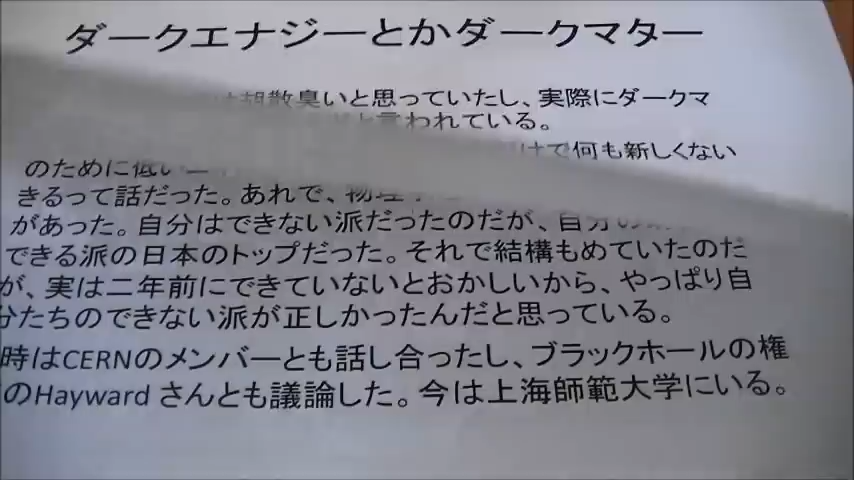 ダークエナジーとかダークマター
胡散臭いと思っていたし、実際にダークマ
と言われている。
で何も新しくない
のために低い
きるって話だった。あれで、物理
があった。自分はできない派だったのだが、自分の
できる派の日本のトップだった。それで結構もめていたのだ
が、実は二年前にできていないとおかしいから、やっぱり自
分たちのできない派が正しかったんだと思っている。
時はCERNのメンバーとも話し合ったし、ブラックホールの権
のHayward さんとも議論した。今は上海師範大学にいる。